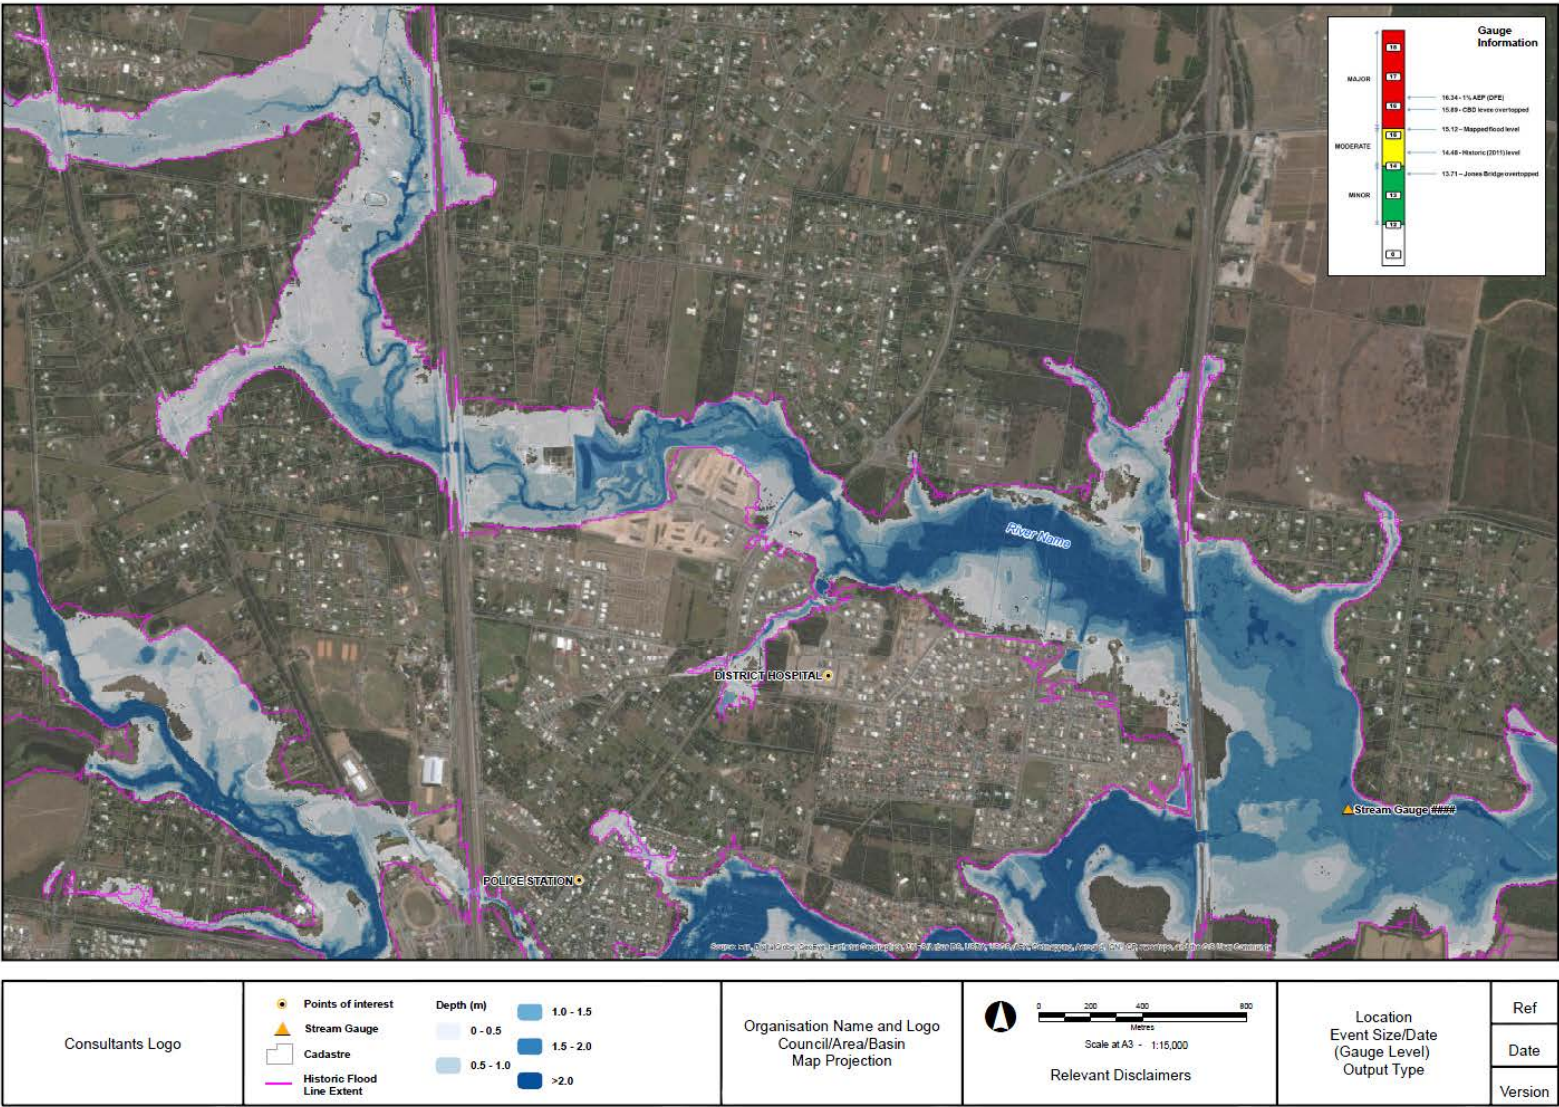 Gauge
Information
MAJOR
MODERATE
MINOR
18
17
16
15
14
13
12
16.34 - 1% AEP (DFE)
15.89 - CBD levee overtopped
15.12 – Mapped flood level
14.48 - Historic (2011) level
13.71 – Jones Bridge overtopped
River Name
DISTRICT HOSPITAL
Stream Gauge ####
POLICE STATION
Consultants Logo
Points of interest
Stream Gauge
Cadastre
Historic Flood
Line Extent
Depth (m)
0 - 0.5
0.5 - 1.0
1.0 - 1.5
1.5 - 2.0
>2.0
Organisation Name and Logo
Council/Area/Basin
Map Projection
0 200 400 800
Metres
Scale at A3 - 1:15,000
Relevant Disclaimers
Location
Event Size/Date
(Gauge Level)
Output Type
Ref
Date
Version